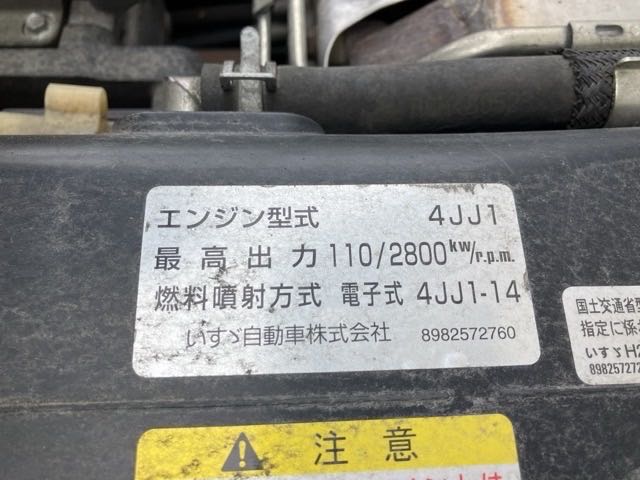 エンジン型式 4JJ1
最高出力 110/2800kw/r.p.m.
燃料噴射方式 電子式 4JJ1-14
いすゞ自動車株式会社 8982572760
国土交通省
指定に係
いすゞH2
898257272
注意